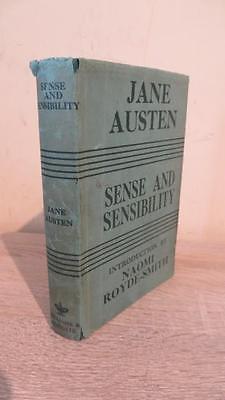 SENSE AND
SENSIBILITY
JANE
AUSTEN
JANE
AUSTEN
SENSE AND
SENSIBILITY
INTRODUCTION BY
NAOMI
ROYDE-SMITH